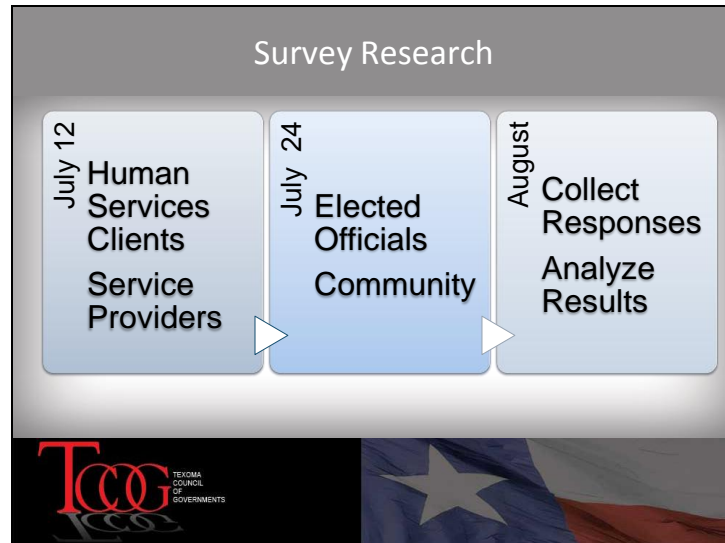 Survey Research
July 12
Human
Services
Clients
Service
Providers
July 24
Elected
Officials
Community
August
Collect
Responses
Analyze
Results
TCOG
TEXOMA
COUNCIL
OF
GOVERNMENTS